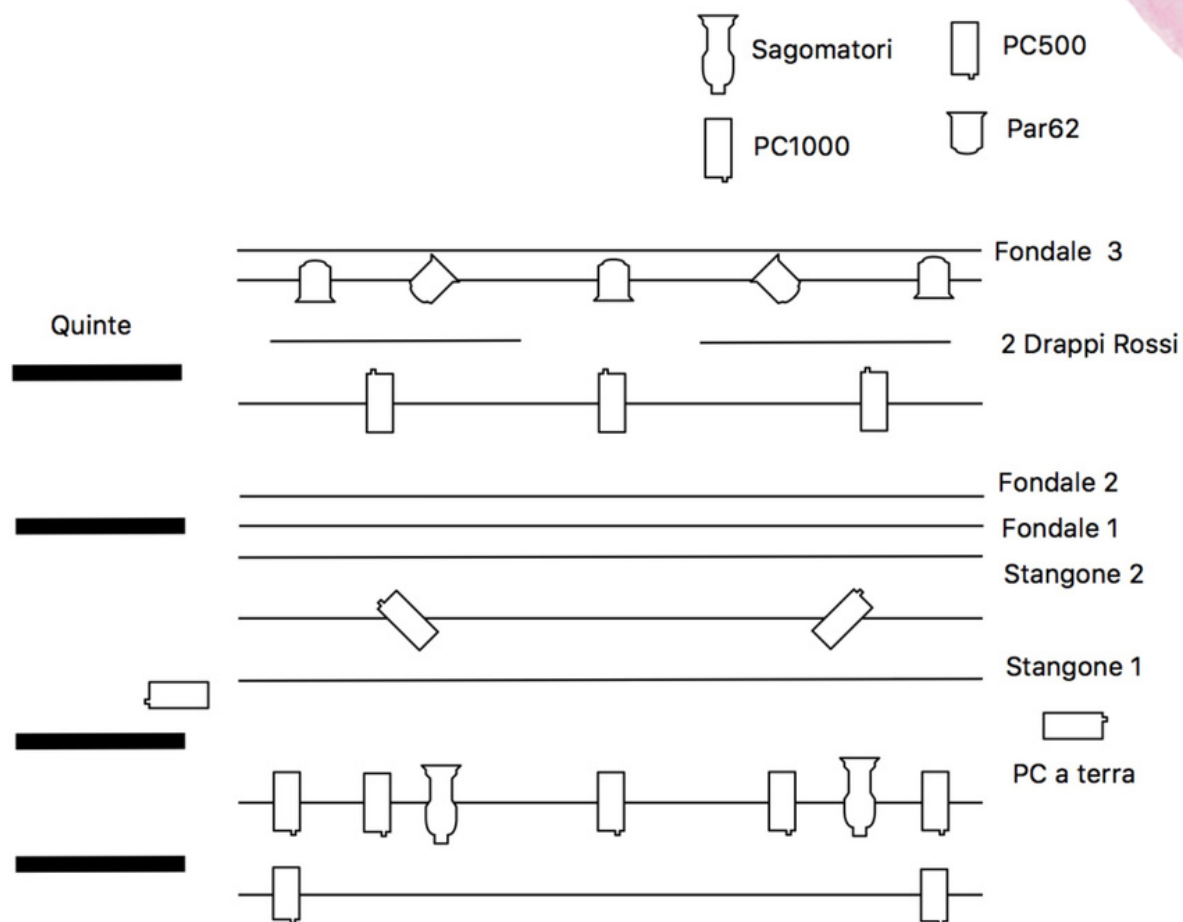 Sagomatori
PC500
PC1000
Par62
Fondale 3
Quinte
2 Drappi Rossi
Fondale 2
Fondale 1
Stangone 2
Stangone 1
PC a terra